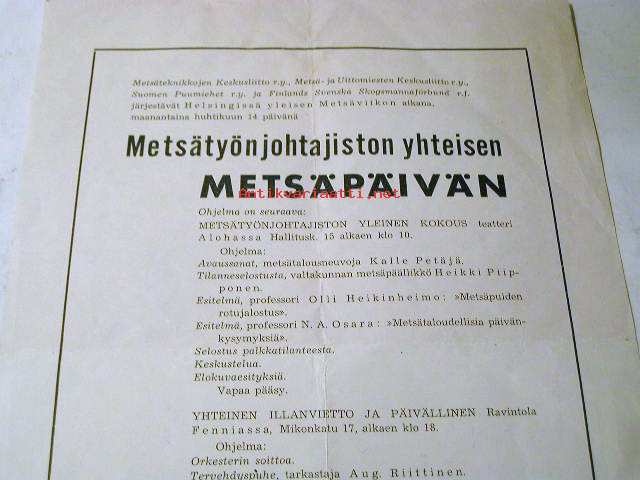 Metsäteknikkojen Keskusliitto r.y., Metsä- ja Uittomiesten Keskusliitto r.y.,
Suomen Puumiehet r.y. ja Finlands Svenska Skogsmannaförbund r.f.
järjestävät Helsingissä yleisen Metsäviikon aikana,
maanantaina huhtikuun 14 päivänä
Metsätyönjohtajiston yhteisen
METSÄPÄIVÄN
Antikvariaatti.net
Ohjelma on seuraava:
METSÄTYÖNJOHTAJISTON YLEINEN KOKOUS teatteri
Alohassa Hallitusk. 15 alkaen klo 10.
Ohjelma:
Avaussanat, metsätalousneuvoja Kalle Petäjä.
Tilanneselostusta, valtakunnan metsäpäällikkö Heikki Piip-
ponen.
Esitelmä, professori Olli Heikinheimo: »Metsäpuiden
rotujalostus».
Esitelmä, professori N. A. Osara: »Metsätaloudellisia päivän-
kysymyksiä».
Selostus palkkatilanteesta.
Keskustelua.
Elokuvaesityksiä.
Vapaa pääsy.
YHTEINEN ILLANVIETTO JA PÄIVÄLLINEN Ravintola
Fenniassa, Mikonkatu 17, alkaen klo 18.
Ohjelma:
Orkesterin soittoa.
Tervehdyspuhe, tarkastaja Aug. Riittinen.